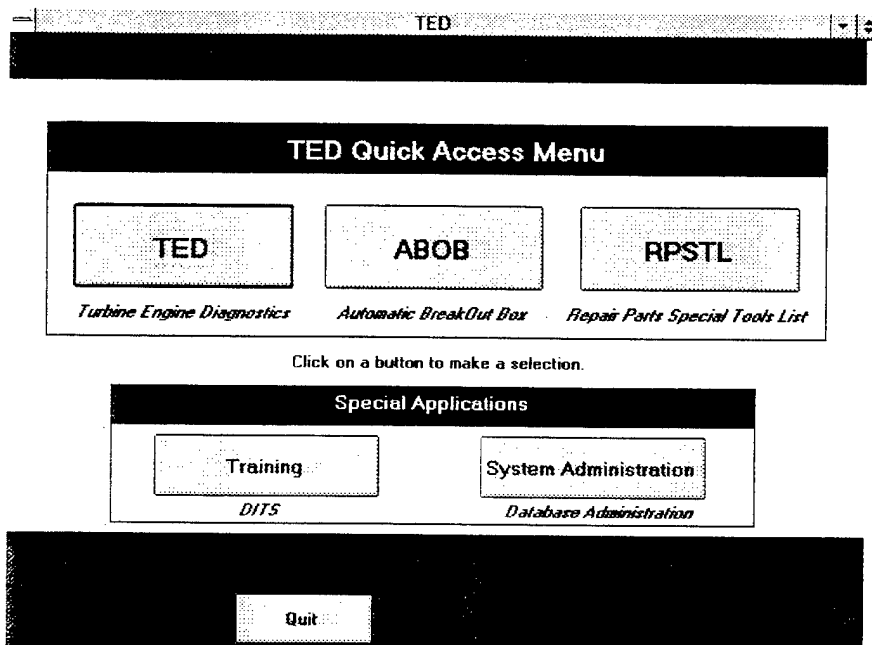 TED
TED Quick Access Menu
TED ABOB RPSTL
Turbine Engine Diagnostics Automatic BreakOut Box Repair Parts Special Tools List
Click on a button to make a selection.
Special Applications
Training System Administration
DITS Database Administration
Quit